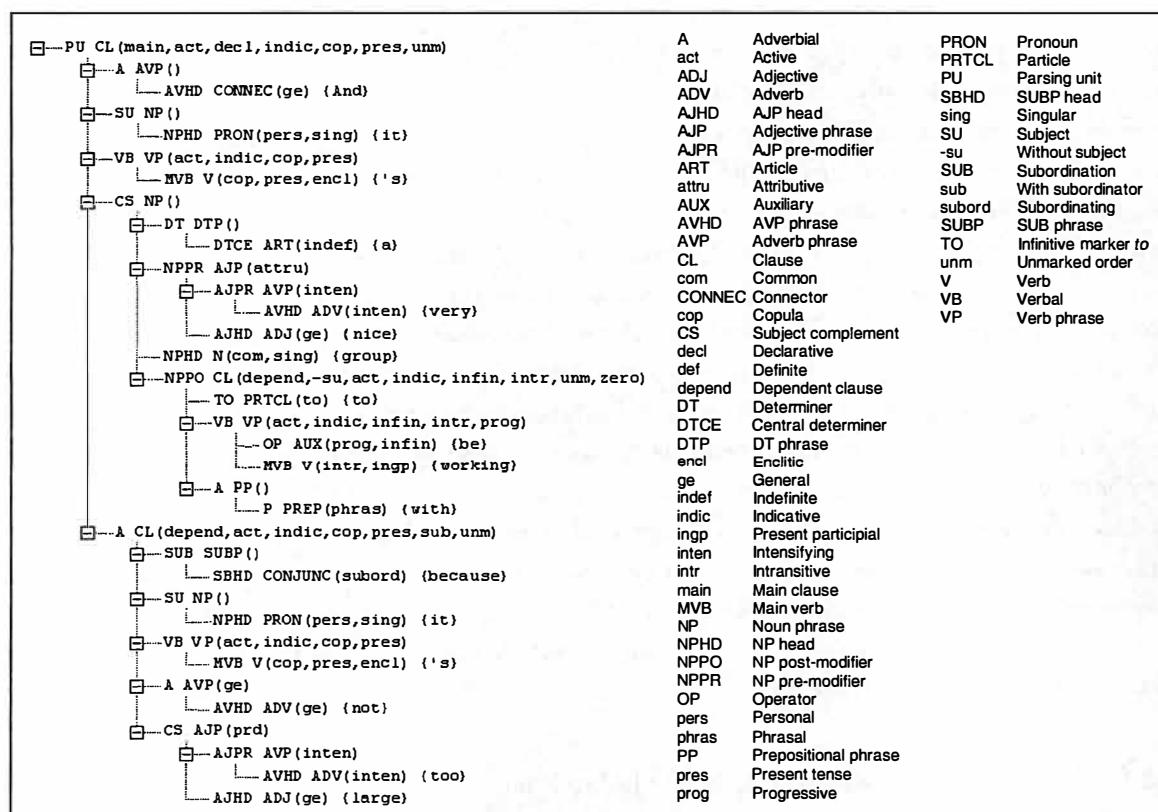 PU CL(main,act,decl,indic,cop,pres,unm)
A AVP()
AVHD CONNEC(ge) {And}
SU NP()
NPHD PRON(pers,sing) {it}
VB VP(act,indic,cop,pres)
MVB V(cop,pres,encl) {'s}
CS NP()
DT DTP()
DTCE ART(indef) {a}
NPPR AJP(attru)
AJPR AVP(inten)
AVHD ADV(inten) {very}
AJHD ADJ(ge) {nice}
NPHD N(com,sing) {group}
NPPO CL(depend,-su,act,indic,infin,intr,unm,zero)
TO PRTCL(to) {to}
VB VP(act,indic,infin,intr,prog)
OP AUX(prog,infin) {be}
MVB V(intr,ingp) {working}
A PP()
P PREP(phras) {with}
A CL(depend,act,indic,cop,pres,sub,unm)
SUB SUBP()
SBHD CONJUNC(subord) {because}
SU NP()
NPHD PRON(pers,sing) {it}
VB VP(act,indic,cop,pres)
MVB V(cop,pres,encl) {'s}
A AVP(ge)
AVHD ADV(ge) {not}
CS AJP(prd)
AJPR AVP(inten)
AVHD ADV(inten) {too}
AJHD ADJ(ge) {large}
A Adverbial
act Active
ADJ Adjective
ADV Adverb
AJHD AJP head
AJP Adjective phrase
AJPR AJP pre-modifier
ART Article
attru Attributive
AUX Auxiliary
AVHD AVP phrase
AVP Adverb phrase
CL Clause
com Common
CONNEC Connector
cop Copula
CS Subject complement
decl Declarative
def Definite
depend Dependent clause
DT Determiner
DTCE Central determiner
DTP DT phrase
encl Enclitic
ge General
indef Indefinite
indic Indicative
ingp Present participial
inten Intensifying
intr Intransitive
main Main clause
MVB Main verb
NP Noun phrase
NPHD NP head
NPPO NP post-modifier
NPPR NP pre-modifier
OP Operator
pers Personal
phras Phrasal
PP Prepositional phrase
pres Present tense
prog Progressive
PRON Pronoun
PRTCL Particle
PU Parsing unit
SBHD SUBP head
sing Singular
SU Subject
-su Without subject
SUB Subordination
sub With subordinator
subord Subordinating
SUBP SUB phrase
TO Infinitive marker to
unm Unmarked order
V Verb
VB Verbal
VP Verb phrase